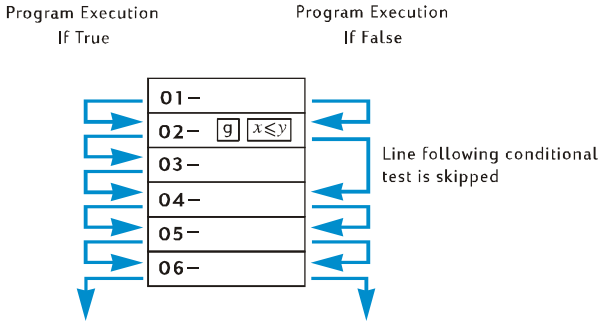 Program Execution
If True
Program Execution
If False
01–
02– g x≤y
03–
04–
05–
06–
Line following conditional
test is skipped